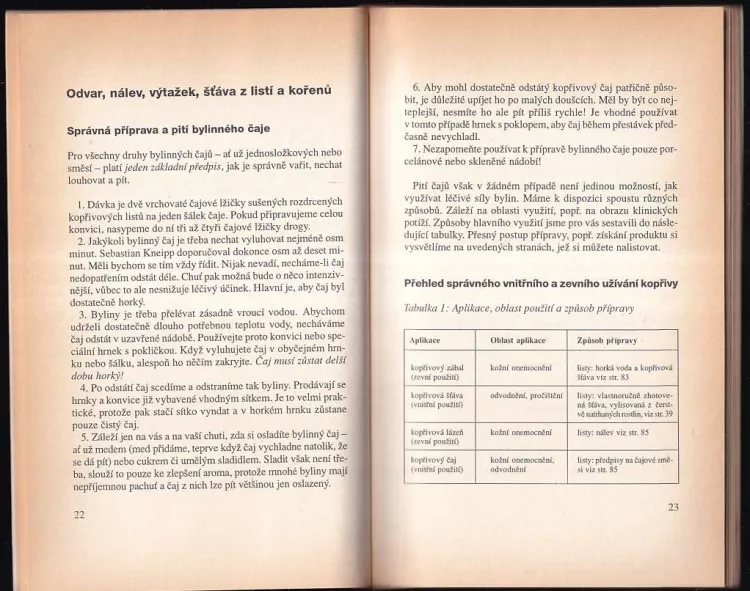 Odvar, nálev, výtažek, šťáva z listí a kořenů
Správná příprava a pití bylinného čaje
Pro všechny druhy bylinných čajů – ať už jednosložkových nebo
směsí – platí jeden základní předpis, jak je správně vařit, nechat
louhovat a pít.
1. Dávka je dvě vrchovaté čajové lžičky sušených rozdrcených
kopřivových listů na jeden šálek čaje. Pokud připravujeme celou
konvici, nasypeme do ní tři až čtyři čajové lžičky drogy.
2. Jakýkoli bylinný čaj je třeba nechat vyluhovat nejméně osm
minut. Sebastian Kneipp doporučoval dokonce osm až deset mi-
nut. Měli bychom se tím vždy řídit. Nijak nevadí, necháme-li čaj
nedopatřením odstát déle. Chuť pak možná bude o něco intenziv-
nější, vůbec to ale nesnižuje léčivý účinek. Hlavní je, aby čaj byl
dostatečně horký.
3. Byliny je třeba přelévat zásadně vroucí vodou. Abychom
udrželi dostatečně dlouho potřebnou teplotu vody, necháváme
čaj odstát v uzavřené nádobě. Používejte proto konvici nebo spe-
ciální hrnek s pokličkou. Když vyluhujete čaj v obyčejném hrn-
ku nebo šálku, alespoň ho něčím zakryjte. Čaj musí zůstat delší
dobu horký!
4. Po odstátí čaj scedíme a odstraníme tak byliny. Prodávají se
hrnky a konvice již vybavené vhodným sítkem. Je to velmi prak-
tické, protože pak stačí sítko vyndat a v horkém hrnku zůstane
pouze čistý čaj.
5. Záleží jen na vás a na vaší chuti, zda si osladíte bylinný čaj –
ať už medem (med přidáme, teprve když čaj vychladne natolik, že
se dá pít) nebo cukrem či umělým sladidlem. Sladit však není tře-
ba, slouží to pouze ke zlepšení aroma, protože mnohé byliny mají
nepříjemnou pachuť a čaj z nich lze pít většinou jen oslazený.
22
6. Aby mohl dostatečně odstátý kopřivový čaj patřičně půso-
bit, je důležité upíjet ho po malých doušcích. Měl by být co nej-
teplejší, nesmíte ho ale pít příliš rychle! Je vhodné používat
v tomto případě hrnek s poklopem, aby čaj během přestávek před-
časně nevychladl.
7. Nezapomeňte používat k přípravě bylinného čaje pouze por-
celánové nebo skleněné nádobí!
Pití čajů však v žádném případě není jedinou možností, jak
využívat léčivé síly bylin. Máme k dispozici spoustu různých
způsobů. Záleží na oblasti využití, popř. na obrazu klinických
potíží. Způsoby hlavního využití jsme pro vás sestavili do násle-
dující tabulky. Přesný postup přípravy, popř. získání produktu si
vysvětlíme na uvedených stranách, jež si můžete nalistovat.
Přehled správného vnitřního a zevního užívání kopřivy
Tabulka 1: Aplikace, oblast použití a způsob přípravy
Aplikace Oblast aplikace Způsob přípravy
kopřivový zábal kožní onemocnění listy: horká voda a kopřivová
(zevní použití) šťáva viz str. 83
kopřivová šťáva odvodnění, pročištění listy: vlastnoručně zhotove-
(vnitřní použití) ná šťáva, vylisovaná z čerst-
vě natrhaných rostlin, viz str. 39
kopřivová lázeň kožní onemocnění listy: nálev viz str. 85
(zevní použití)
kopřivový čaj kožní onemocnění, listy: předpisy na čajové smě-
(vnitřní použití) odvodnění si viz str. 85
23